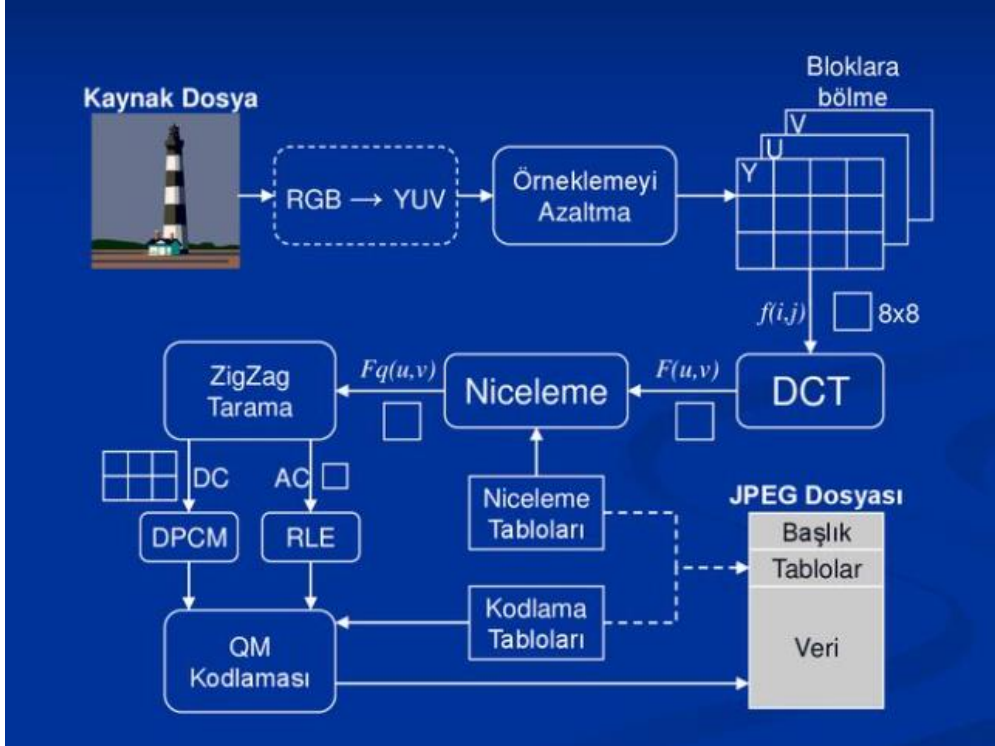 Kaynak Dosya
RGB → YUV
Örneklemeyi
Azaltma
Bloklara
bölme
V
U
Y
f(i,j)
8x8
DCT
F(u,v)
Niceleme
Fq(u,v)
ZigZag
Tarama
DC
AC
DPCM
RLE
Niceleme
Tabloları
Kodlama
Tabloları
QM
Kodlaması
JPEG Dosyası
Başlık
Tablolar
Veri